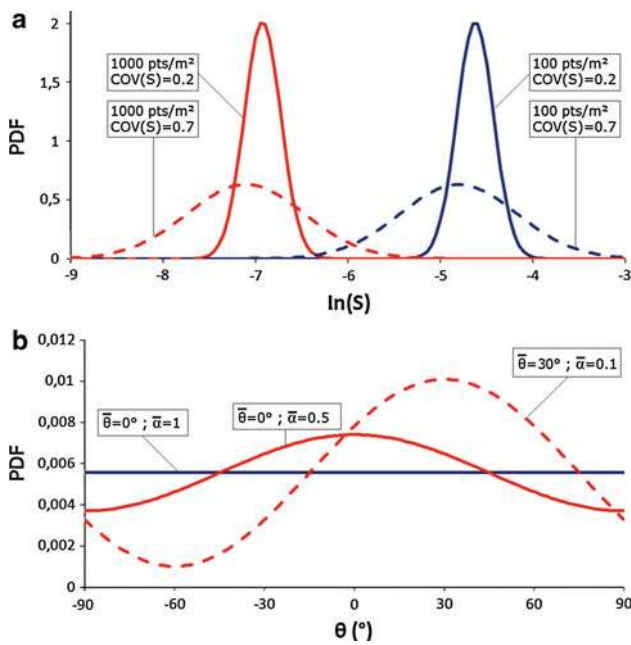 a
2
1,5
1
0,5
0
PDF
1000 pts/m²
COV(S)=0.2
1000 pts/m²
COV(S)=0.7
100 pts/m²
COV(S)=0.2
100 pts/m²
COV(S)=0.7
-9 -8 -7 -6 -5 -4 -3
ln(S)
b
0,012
0,01
0,008
0,006
0,004
0,002
0
PDF
θ̅=30° ; α̅=0.1
θ̅=0° ; α̅=0.5
θ̅=0° ; α̅=1
-90 -60 -30 0 30 60 90
θ (°)